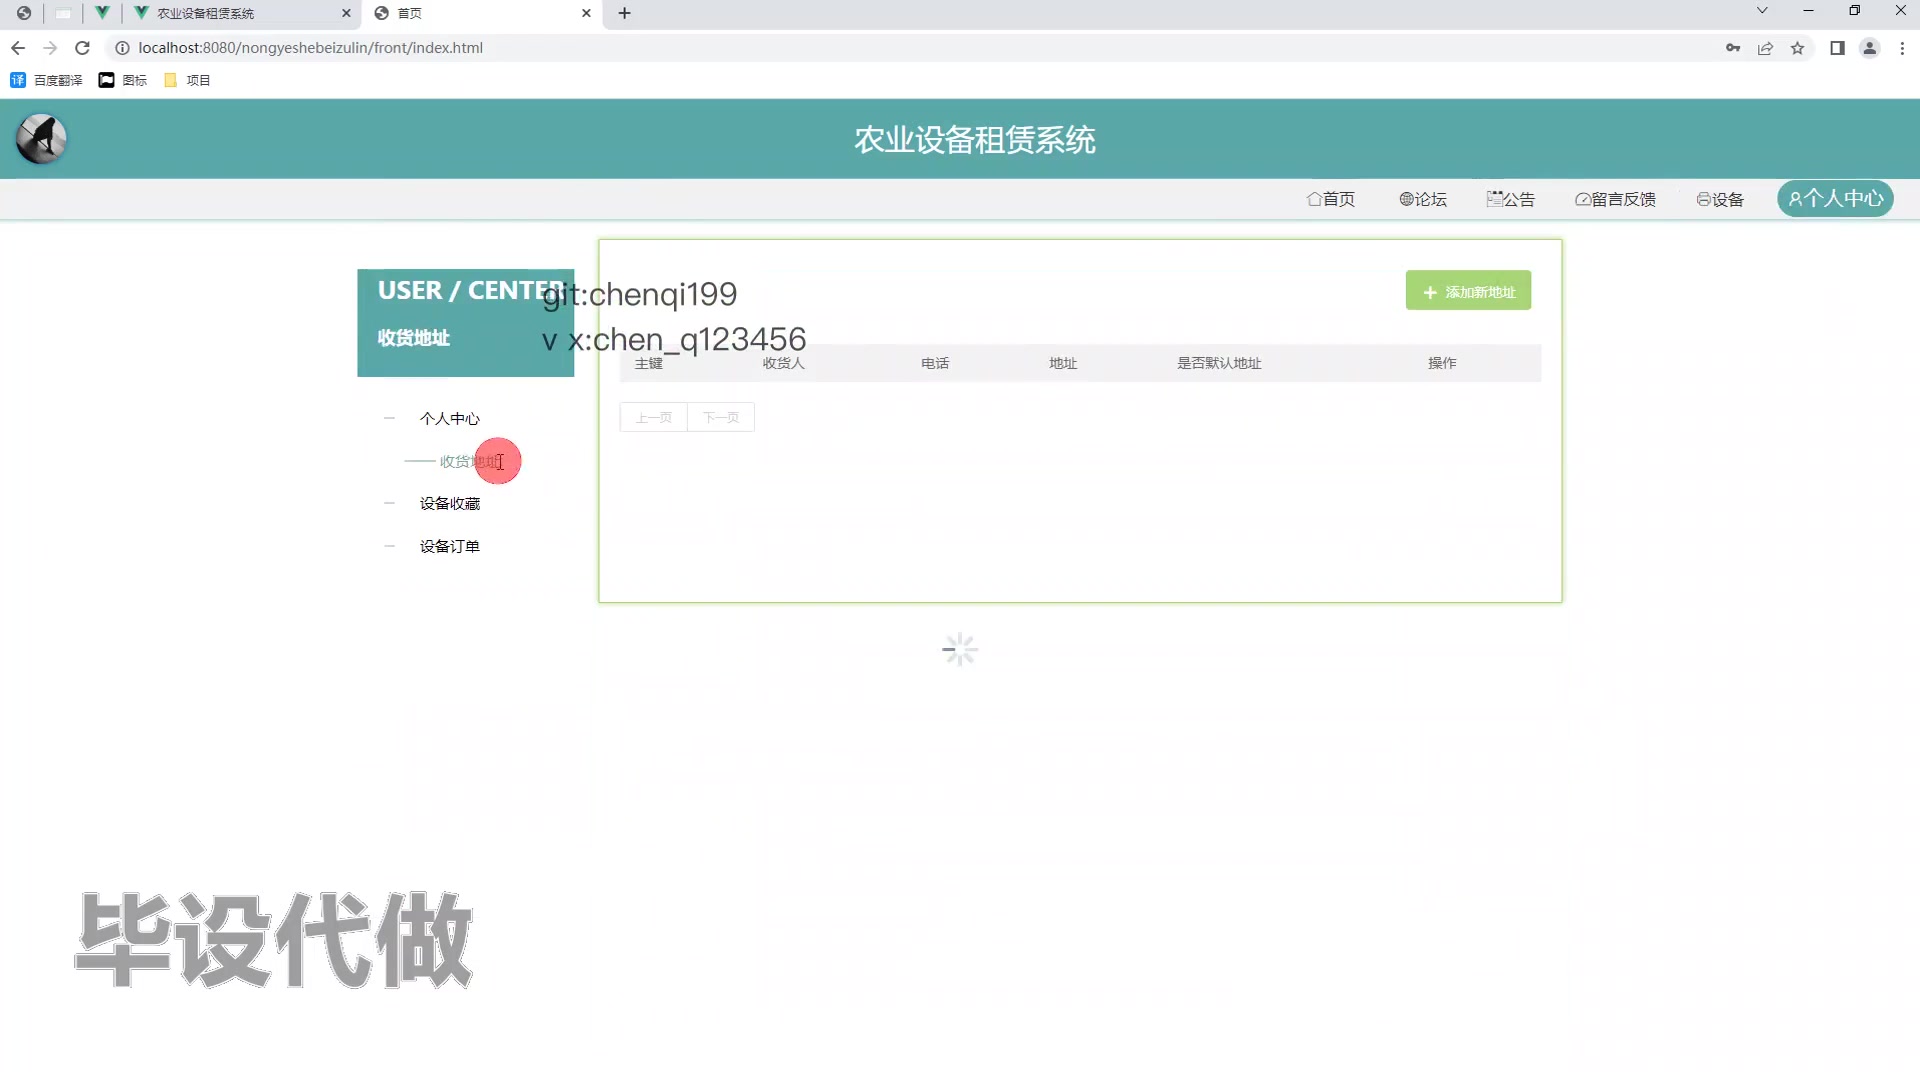 农业设备租赁系统
首页
localhost:8080/nongyeshebeizulin/front/index.html
百度翻译
图标
项目
农业设备租赁系统
首页
论坛
公告
留言反馈
设备
个人中心
USER / CENTER
收货地址
git:chenqi199
v x:chen_q123456
添加新地址
主键
收货人
电话
地址
是否默认地址
操作
上一页
下一页
个人中心
收货地址
设备收藏
设备订单
毕设代做